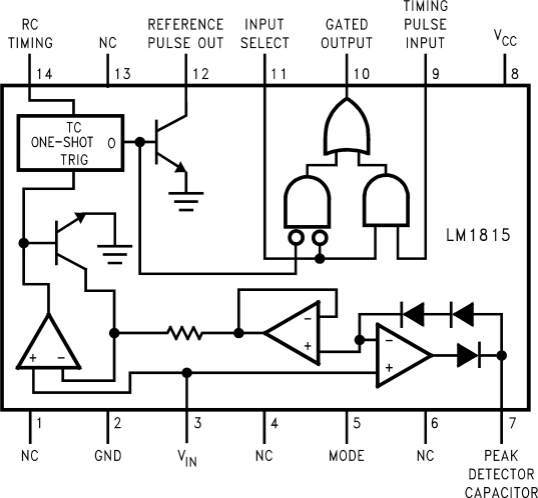 RC
TIMING
NC
REFERENCE
PULSE OUT
INPUT
SELECT
GATED
OUTPUT
TIMING
PULSE
INPUT
VCC
14
13
12
11
10
9
8
TC
ONE-SHOT O
TRIG
LM1815
+ −
−
+
−
+
1
2
3
4
5
6
7
NC
GND
VIN
NC
MODE
NC
PEAK
DETECTOR
CAPACITOR